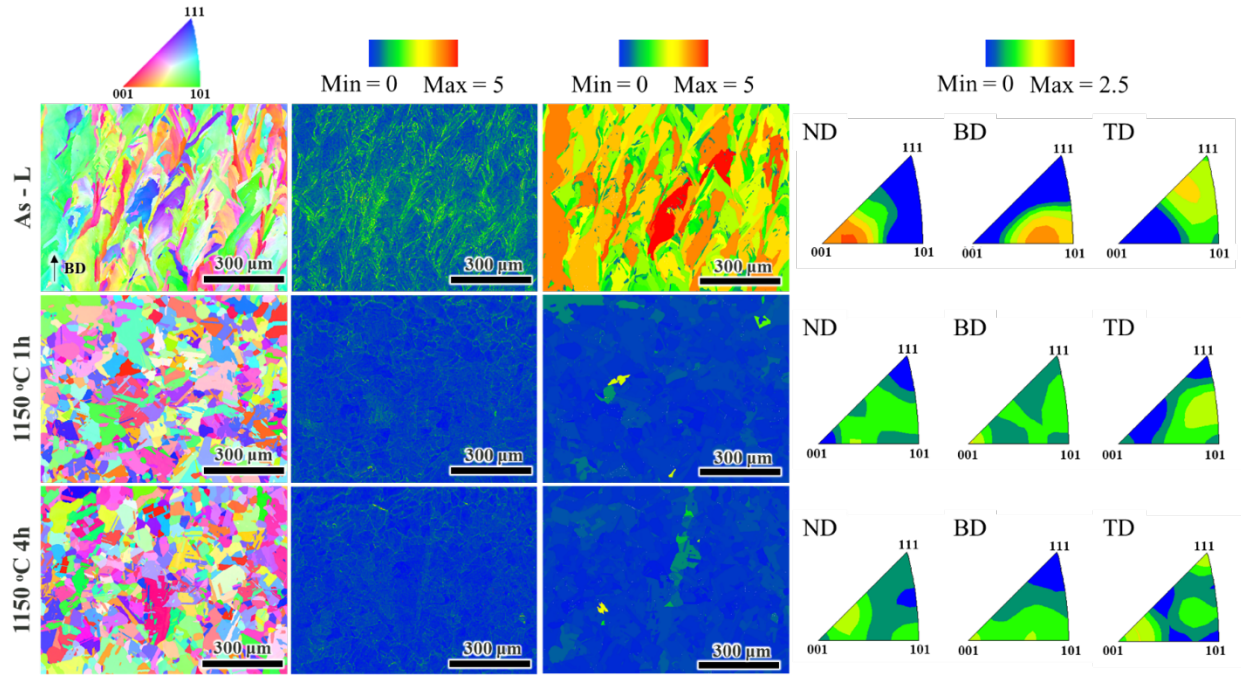 111
001 101
Min = 0 Max = 5
Min = 0 Max = 5
Min = 0 Max = 2.5
As - L
BD
300 µm
300 µm
300 µm
ND
111
001 101
BD
111
001 101
TD
111
001 101
1150 ºC 1h
300 µm
300 µm
300 µm
ND
111
001 101
BD
111
001 101
TD
111
001 101
1150 ºC 4h
300 µm
300 µm
300 µm
ND
111
001 101
BD
111
001 101
TD
111
001 101